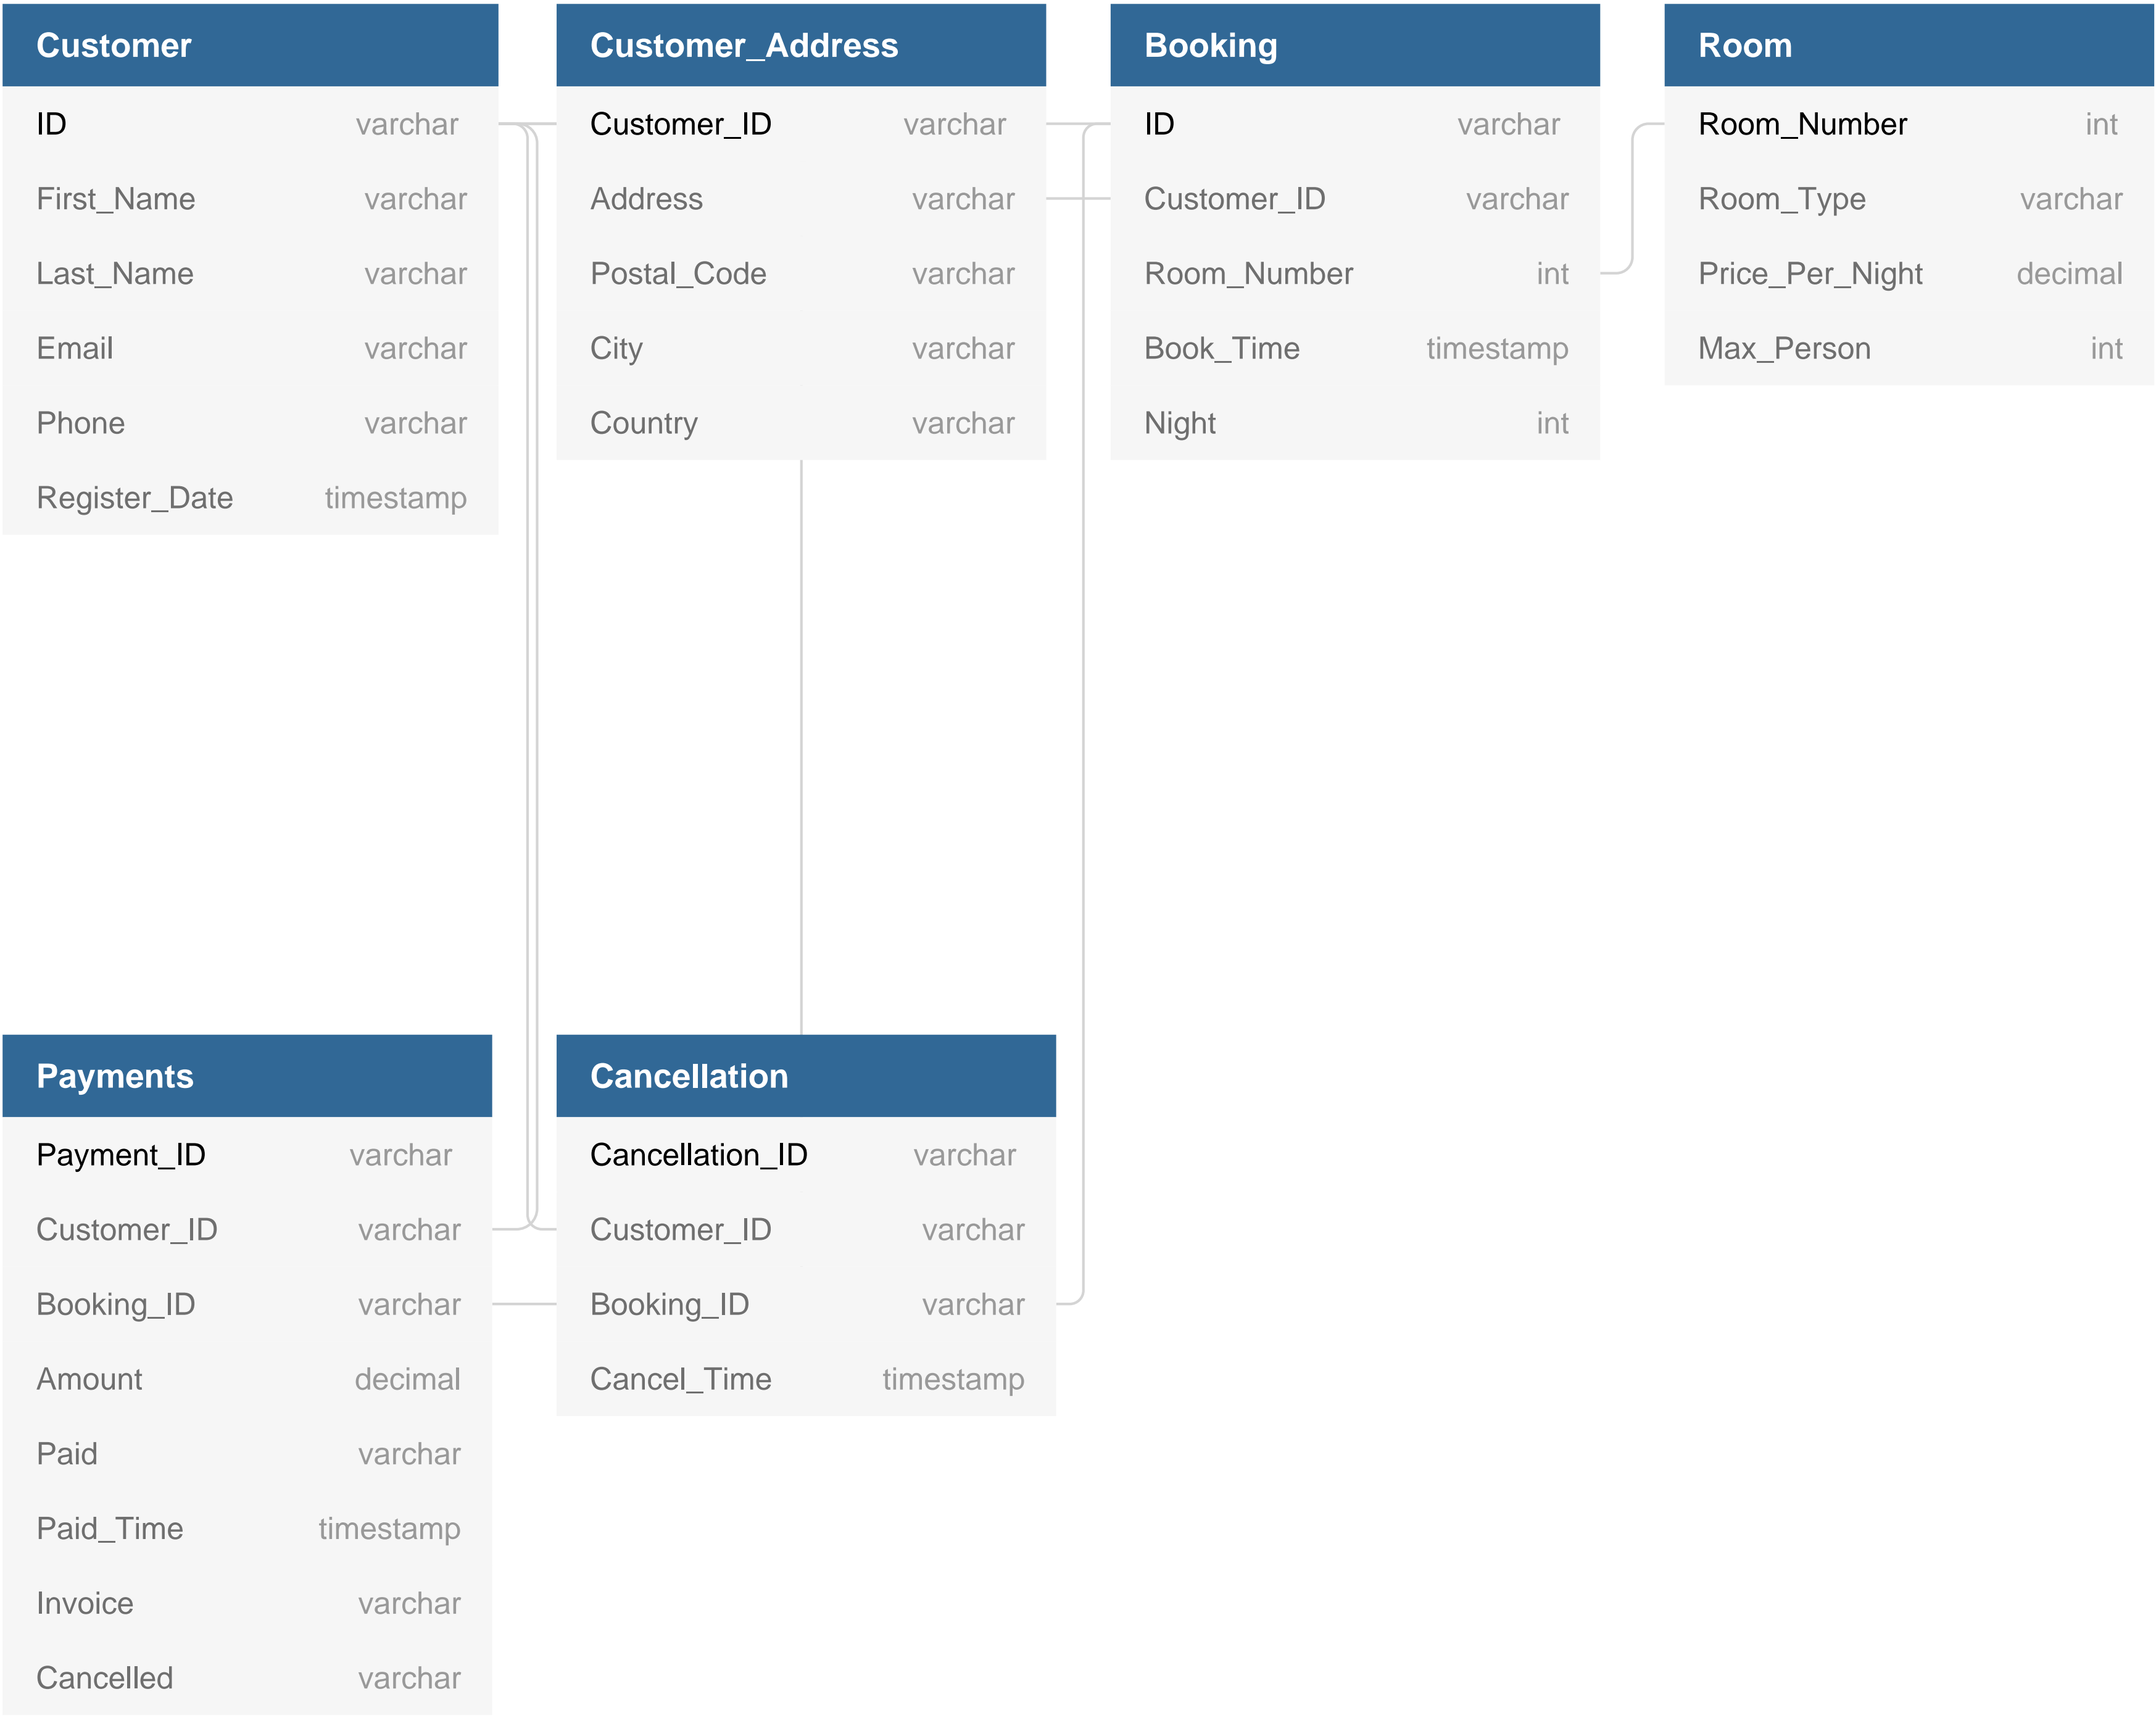 Customer
ID varchar
First_Name varchar
Last_Name varchar
Email varchar
Phone varchar
Register_Date timestamp
Customer_Address
Customer_ID varchar
Address varchar
Postal_Code varchar
City varchar
Country varchar
Booking
ID varchar
Customer_ID varchar
Room_Number int
Book_Time timestamp
Night int
Room
Room_Number int
Room_Type varchar
Price_Per_Night decimal
Max_Person int
Payments
Payment_ID varchar
Customer_ID varchar
Booking_ID varchar
Amount decimal
Paid varchar
Paid_Time timestamp
Invoice varchar
Cancelled varchar
Cancellation
Cancellation_ID varchar
Customer_ID varchar
Booking_ID varchar
Cancel_Time timestamp